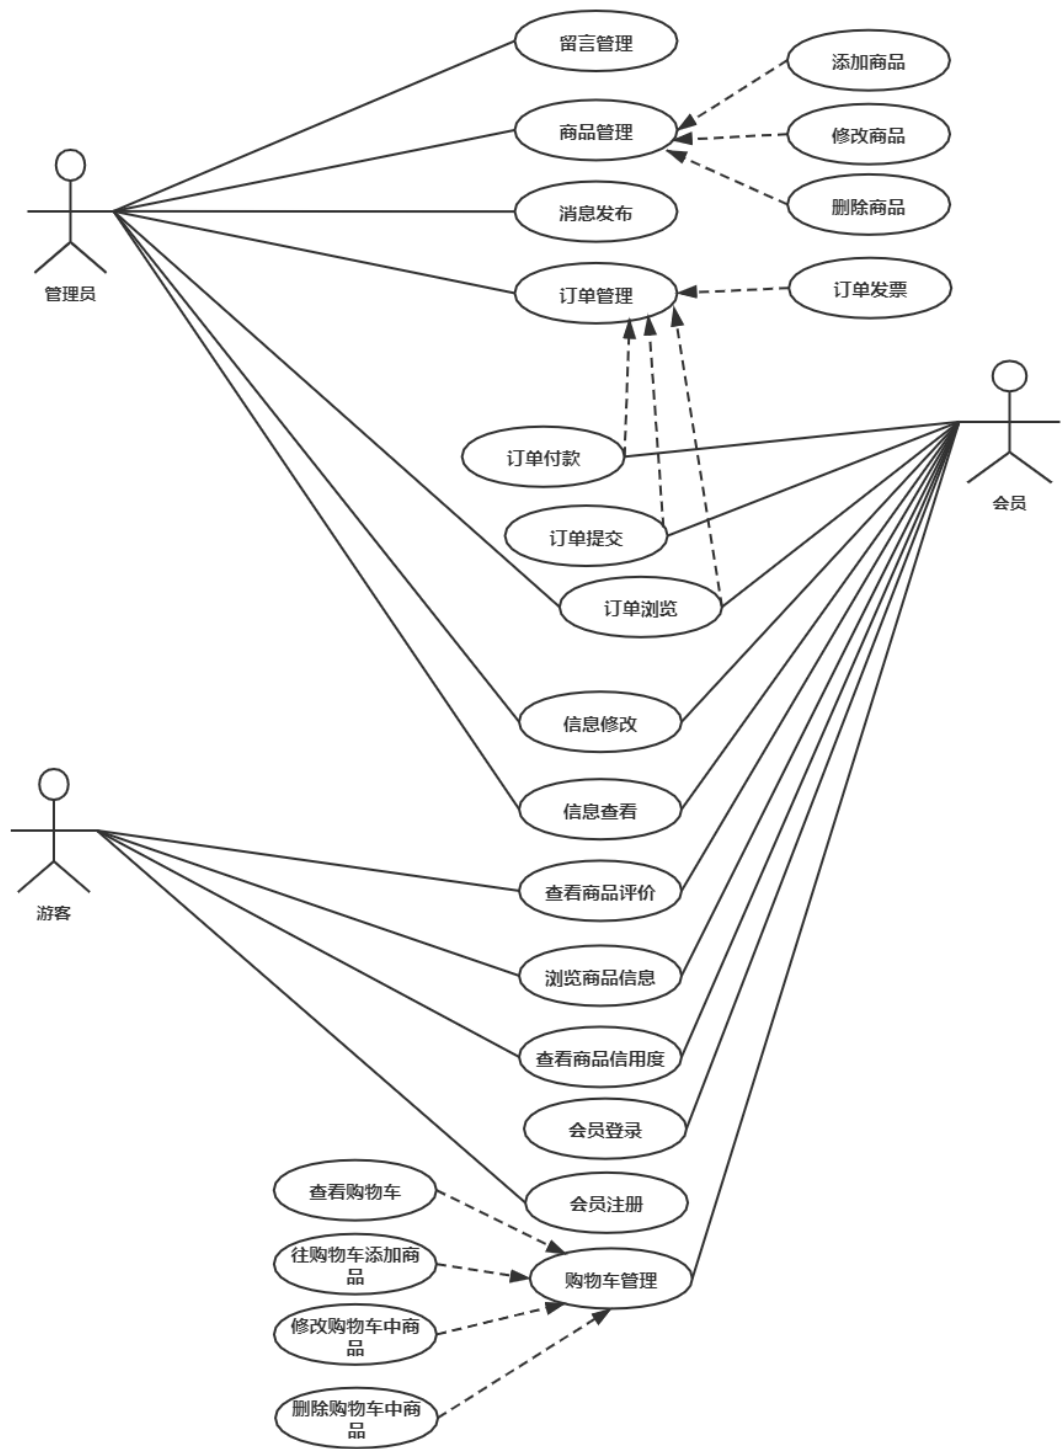 留言管理
添加商品
商品管理
修改商品
删除商品
消息发布
管理员
订单管理
订单发票
订单付款
会员
订单提交
订单浏览
信息修改
信息查看
查看商品评价
游客
浏览商品信息
查看商品信用度
会员登录
查看购物车
会员注册
往购物车添加商
品
购物车管理
修改购物车中商
品
删除购物车中商
品